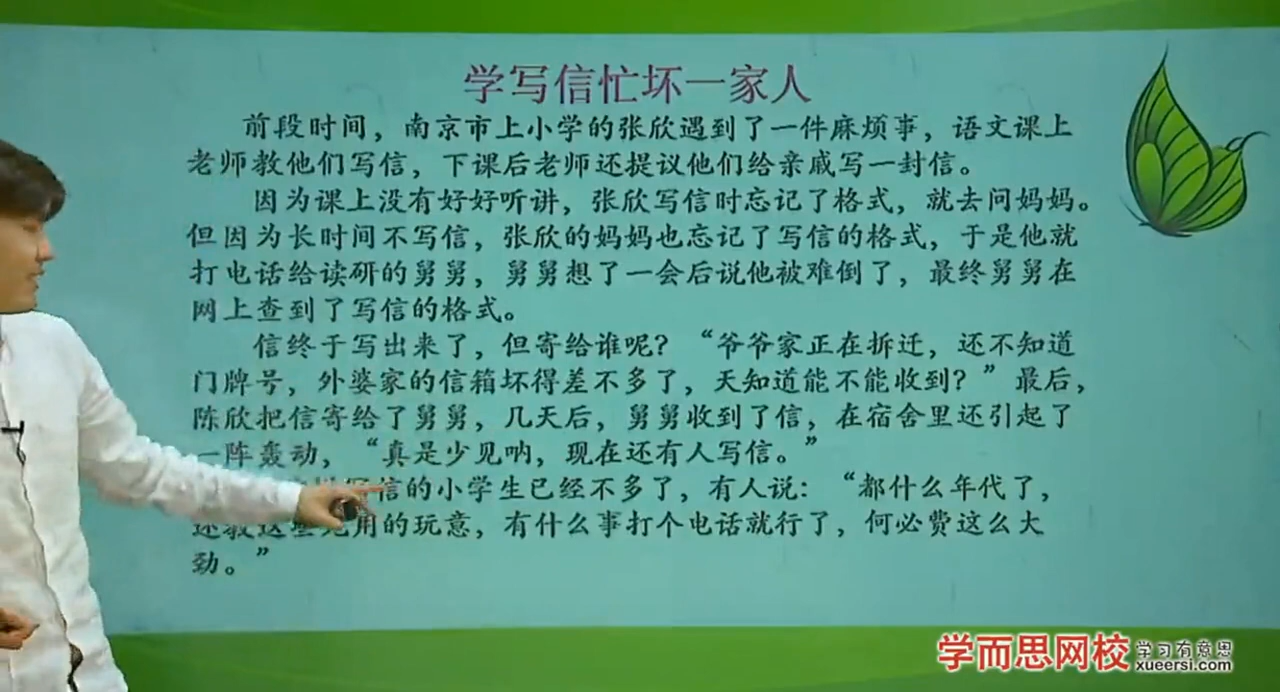 学写信忙坏一家人
前段时间，南京市上小学的张欣遇到了一件麻烦事，语文课上
老师教他们写信，下课后老师还提议他们给亲戚写一封信。
因为课上没有好好听讲，张欣写信时忘记了格式，就去问妈妈。
但因为长时间不写信，张欣的妈妈也忘记了写信的格式，于是他就
打电话给读研的舅舅，舅舅想了一会后说他被难倒了，最终舅舅在
网上查到了写信的格式。
信终于写出来了，但寄给谁呢？“爷爷家正在拆迁，还不知道
门牌号，外婆家的信箱坏得差不多了，天知道能不能收到？”最后，
陈欣把信寄给了舅舅，几天后，舅舅收到了信，在宿舍里还引起了
一阵轰动，“真是少见呐，现在还有人写信。”
信的小学生已经不多了，有人说：“都什么年代了，
还教这些无用的玩意，有什么事打个电话就行了，何必费这么大
劲。”
学而思网校 学习有意思
xueersi.com